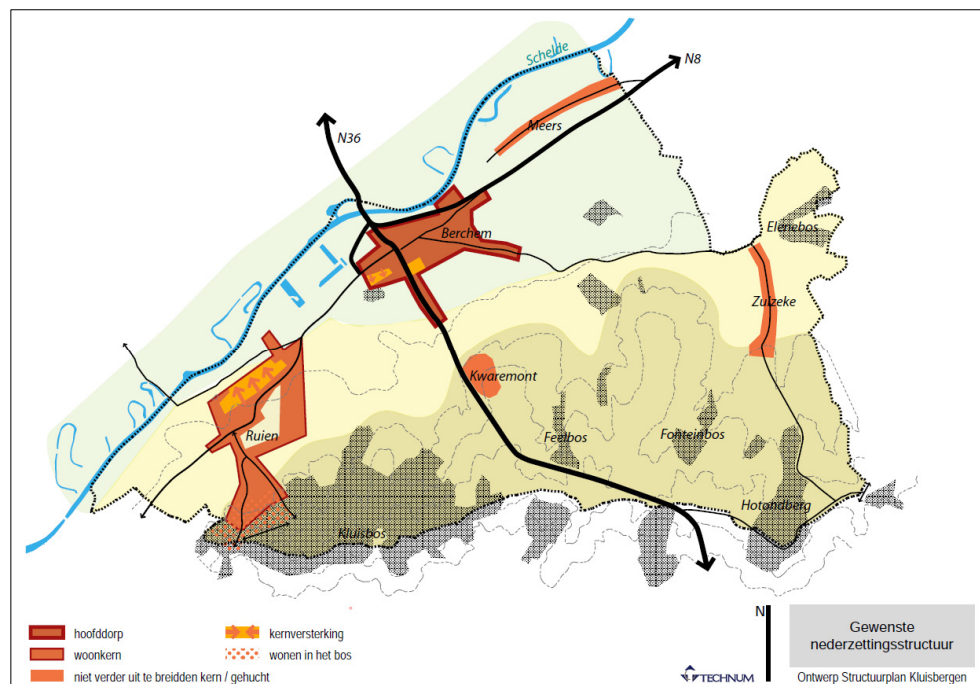 Schelde
N8
N36
Meers
Berchem
Elenebos
Zulzeke
Kwaremont
Ruien
Feelbos
Fonteinbos
Hotondberg
Kluisbos
hoofddorp
woonkern
niet verder uit te breidden kern / gehucht
kernversterking
wonen in het bos
N
TECHNUM
Gewenste
nederzettingsstructuur
Ontwerp Structuurplan Kluisbergen